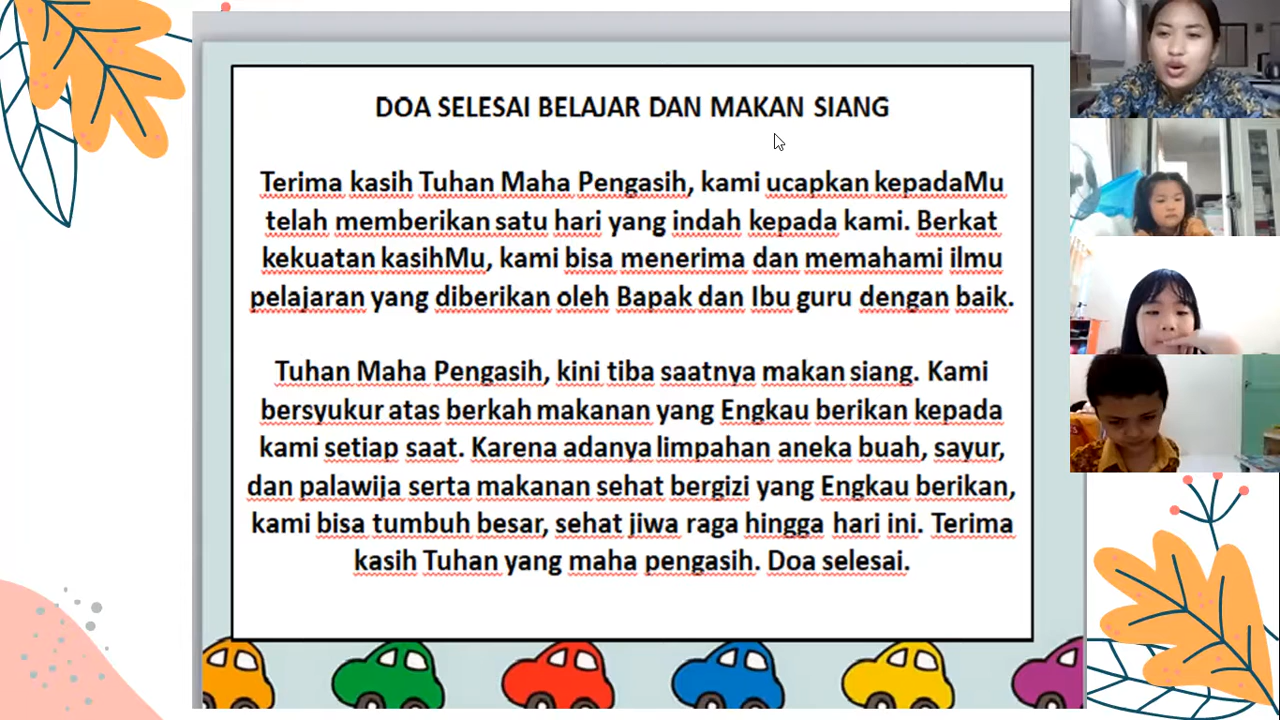 DOA SELESAI BELAJAR DAN MAKAN SIANG
Terima kasih Tuhan Maha Pengasih, kami ucapkan kepadaMu
telah memberikan satu hari yang indah kepada kami. Berkat
kekuatan kasihMu, kami bisa menerima dan memahami ilmu
pelajaran yang diberikan oleh Bapak dan Ibu guru dengan baik.
Tuhan Maha Pengasih, kini tiba saatnya makan siang. Kami
bersyukur atas berkah makanan yang Engkau berikan kepada
kami setiap saat. Karena adanya limpahan aneka buah, sayur,
dan palawija serta makanan sehat bergizi yang Engkau berikan,
kami bisa tumbuh besar, sehat jiwa raga hingga hari ini. Terima
kasih Tuhan yang maha pengasih. Doa selesai.